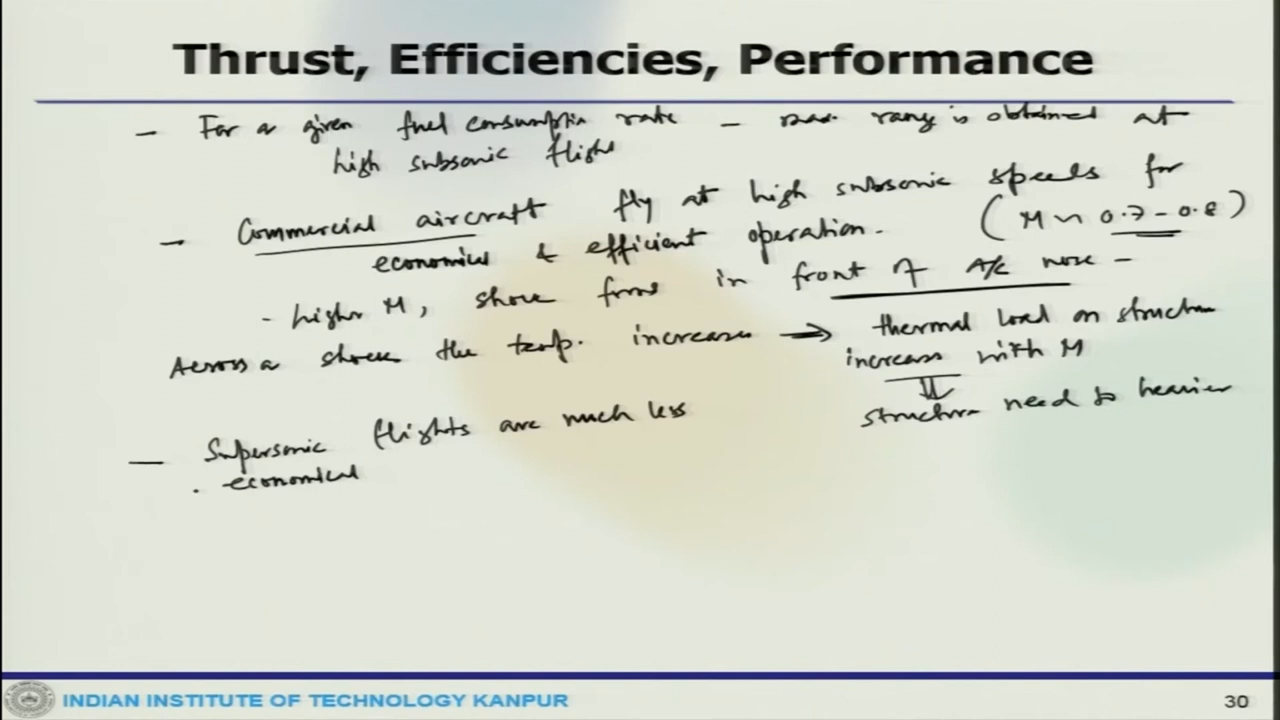 Thrust, Efficiencies, Performance
— For a given fuel consumption rate — max. range is obtained at
high subsonic flight
— Commercial aircraft fly at high subsonic speeds for
economical & efficient operation. (M ~ 0.7-0.8)
- higher M, shock forms in front of A/c nose -
Across a shock the temp. increases ⇒ thermal load on structure
increases with M
⇓
structure need to heavier
— Supersonic flights are much less
. economical
INDIAN INSTITUTE OF TECHNOLOGY KANPUR
30